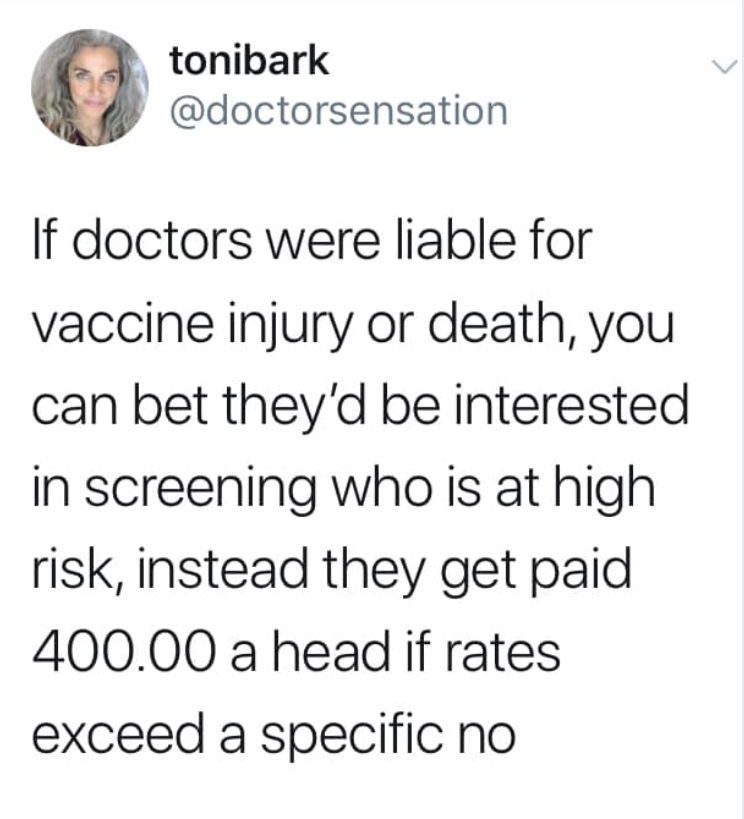 tonibark
@doctorsensation
If doctors were liable for
vaccine injury or death, you
can bet they'd be interested
in screening who is at high
risk, instead they get paid
400.00 a head if rates
exceed a specific no